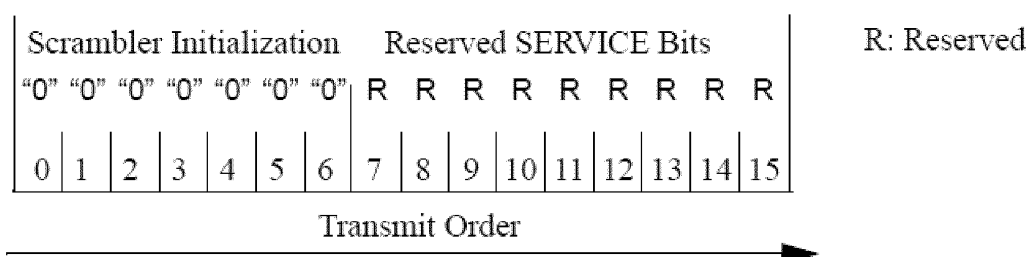 Scrambler Initialization Reserved SERVICE Bits R: Reserved
“0” “0” “0” “0” “0” “0” “0” R R R R R R R R R
0 1 2 3 4 5 6 7 8 9 10 11 12 13 14 15
Transmit Order